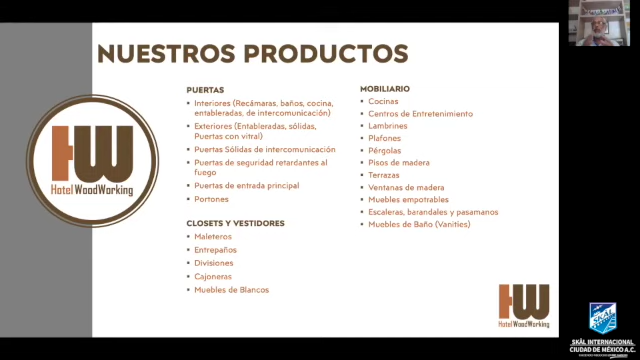 NUESTROS PRODUCTOS
PUERTAS
Interiores (Recámaras, baños, cocina,
entableradas, de intercomunicación)
Exteriores (Entableradas, sólidas,
Puertas con vitral)
Puertas Sólidas de intercomunicación
Puertas de seguridad retardantes al
fuego
Puertas de entrada principal
Portones
CLOSETS Y VESTIDORES
Maleteros
Entrepaños
Divisiones
Cajoneras
Muebles de Blancos
MOBILIARIO
Cocinas
Centros de Entretenimiento
Lambrines
Plafones
Pérgolas
Pisos de madera
Terrazas
Ventanas de madera
Muebles empotrables
Escaleras, barandales y pasamanos
Muebles de Baño (Vanities)
HW
Hotel WoodWorking
HW
Hotel WoodWorking
SKÅL
SKÅL INTERNACIONAL
CIUDAD DE MÉXICO A.C.